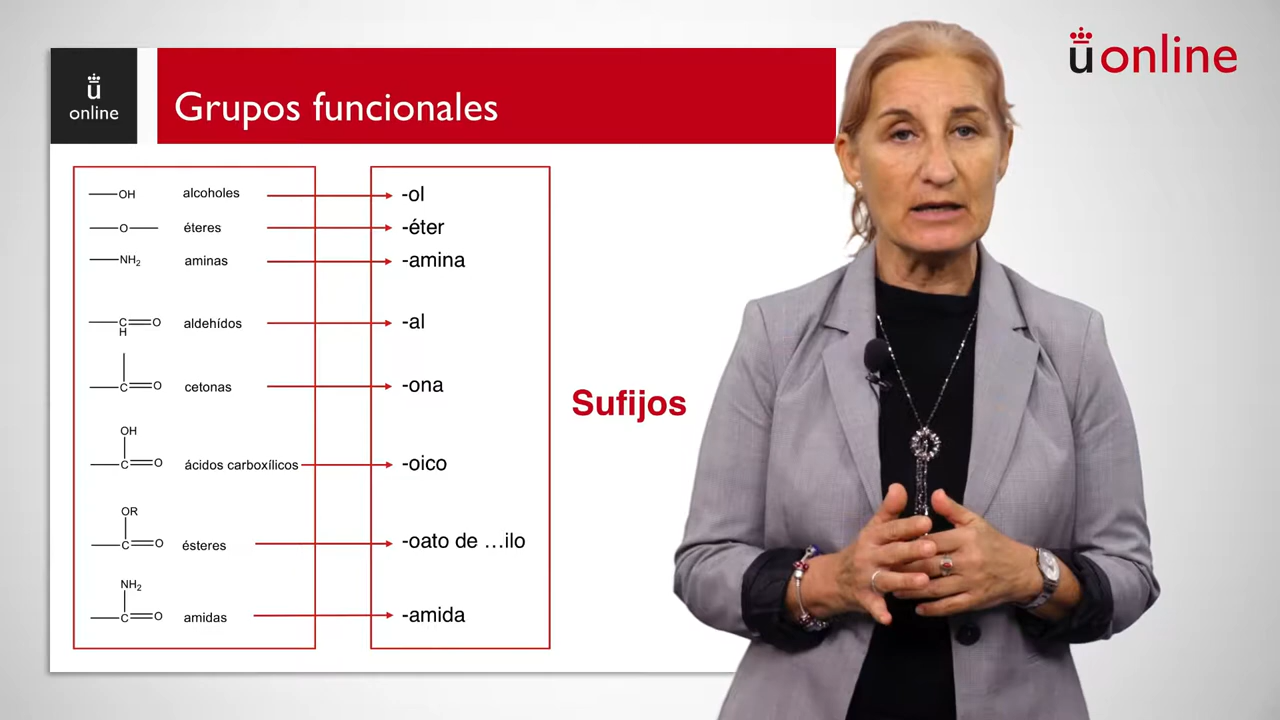 ü
online
Grupos funcionales
üonline
OH alcoholes -ol
O éteres -éter
NH₂ aminas -amina
C O aldehídos -al
H
C O cetonas -ona
Sufijos
OH
C O ácidos carboxílicos -oico
OR
C O ésteres -oato de …ilo
NH₂
C O amidas -amida